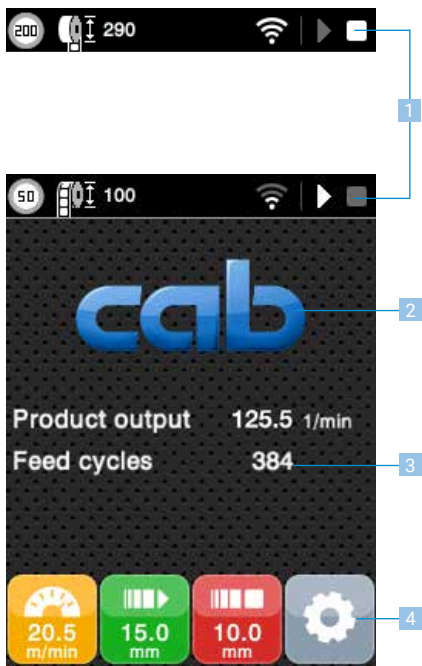 200 290
1
50 100
cab 2
Product output 125.5 1/min
Feed cycles 384 3
20.5 m/min
15.0 mm
10.0 mm
4